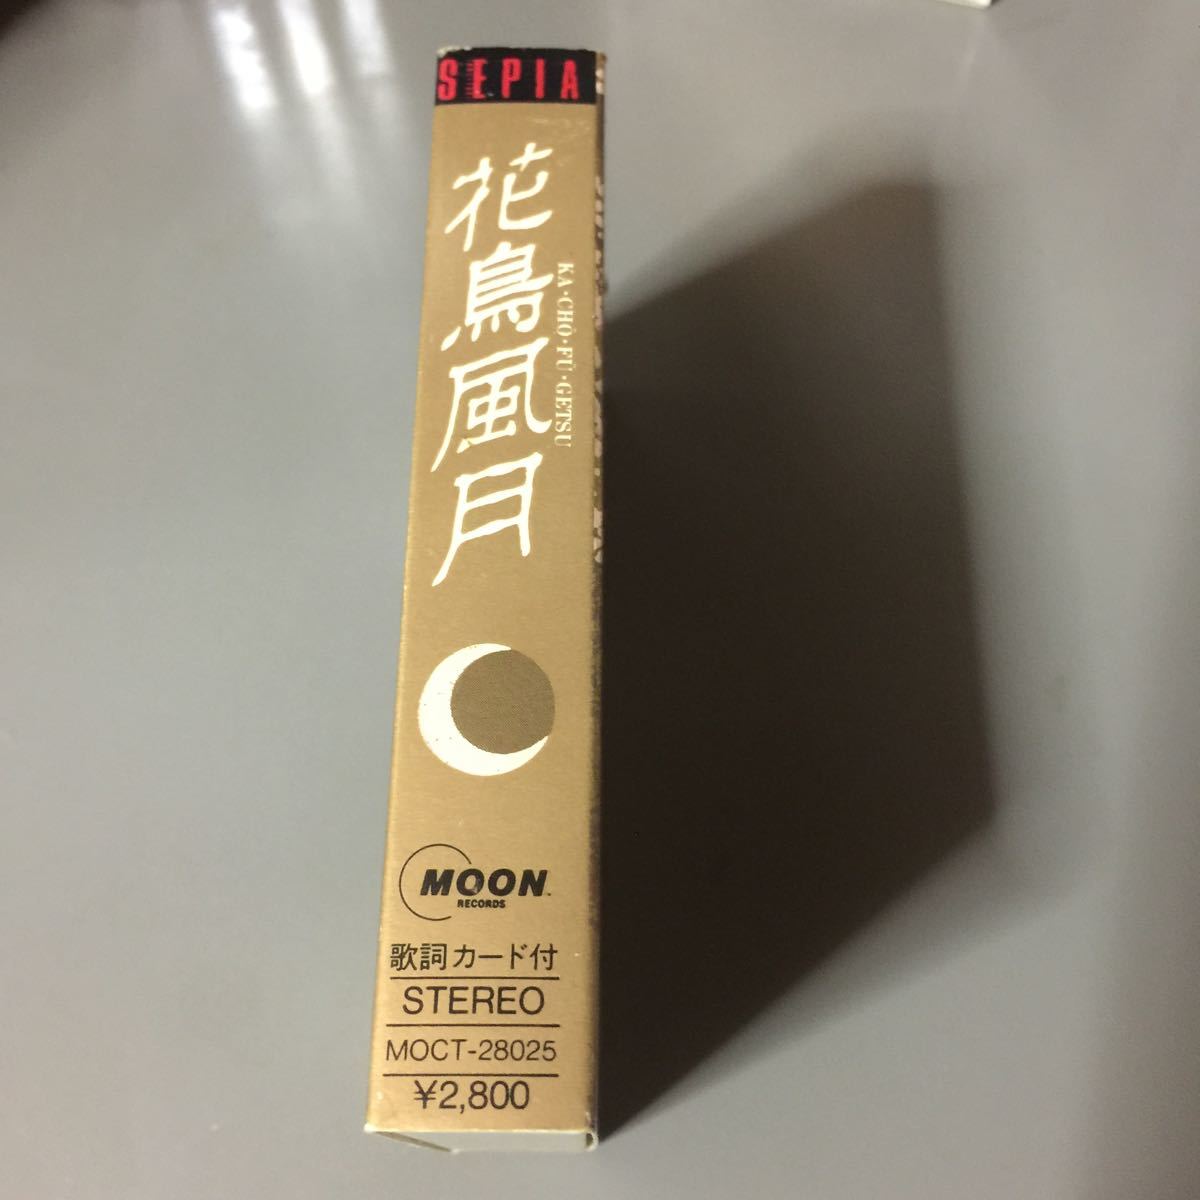 SEPIA
花鳥風月
KA・CHŌ・FŪ・GETSU
MOON
RECORDS
歌詞カード付
STEREO
MOCT-28025
¥2,800